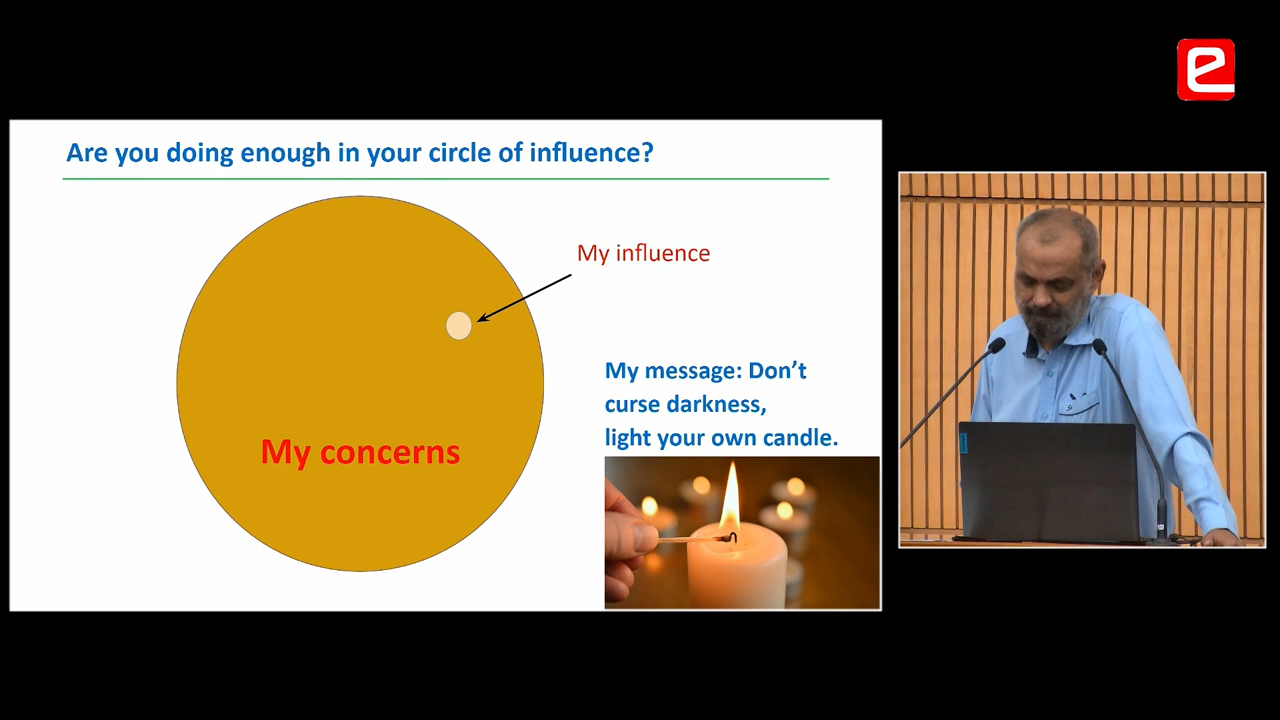 Are you doing enough in your circle of influence?
My influence
My message: Don't
curse darkness,
light your own candle.
My concerns